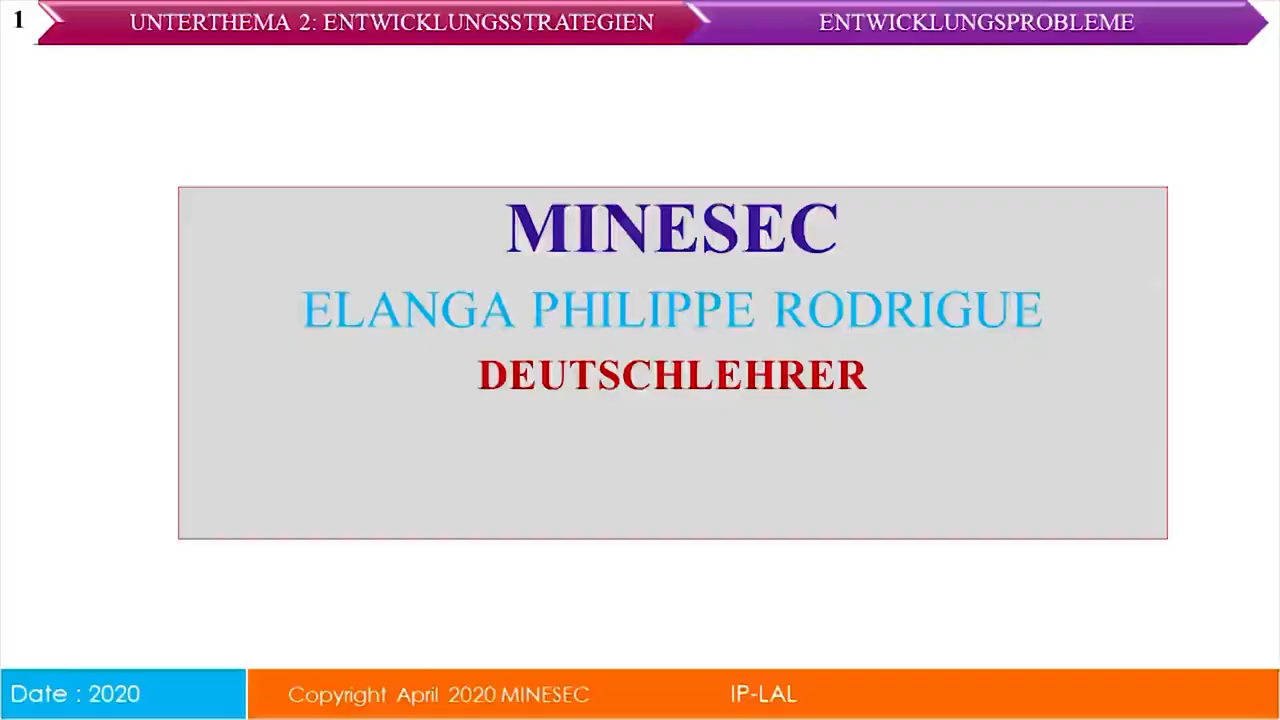 1 UNTERTHEMA 2: ENTWICKLUNGSSTRATEGIEN ENTWICKLUNGSPROBLEME
MINESEC
ELANGA PHILIPPE RODRIGUE
DEUTSCHLEHRER
Date : 2020 Copyright April 2020 MINESEC IP-LAL